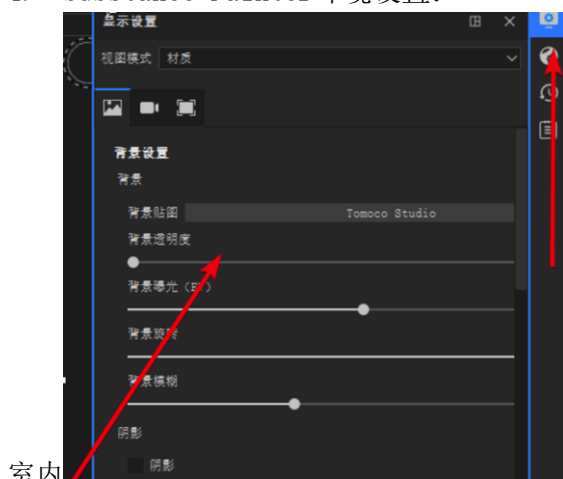 显示设置
视图模式 材质
背景设置
背景
背景贴图 Tomoco Studio
背景透明度
背景曝光（EV）
背景旋转
背景模糊
阴影
阴影
室内